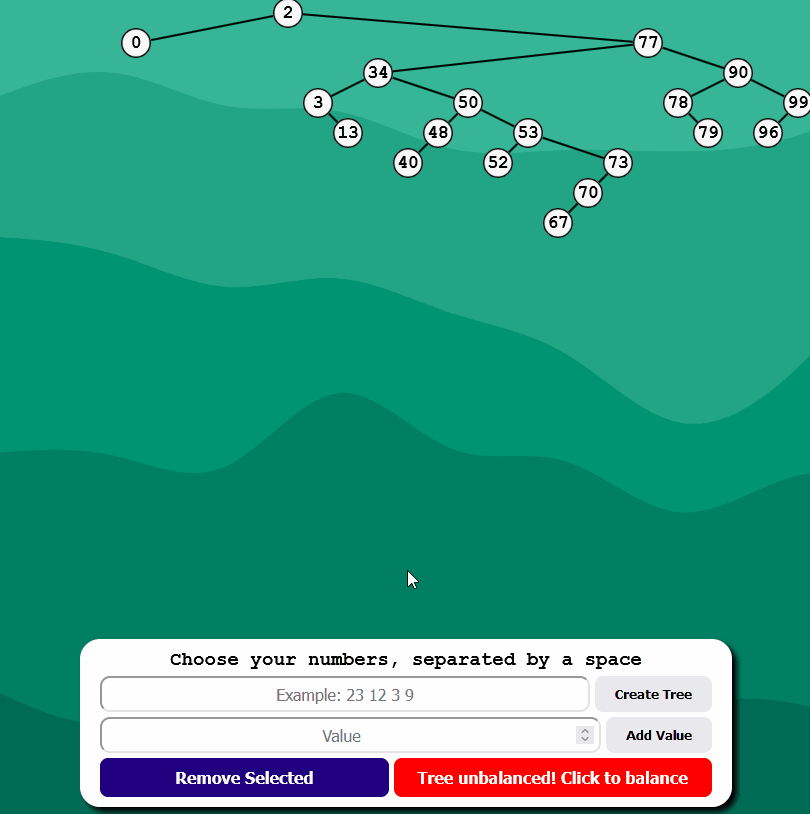 2
0 77
34 90
3 50 78 99
13 48 53 79 96
40 52 73
70
67
Choose your numbers, separated by a space
Example: 23 12 3 9 Create Tree
Value Add Value
Remove Selected Tree unbalanced! Click to balance